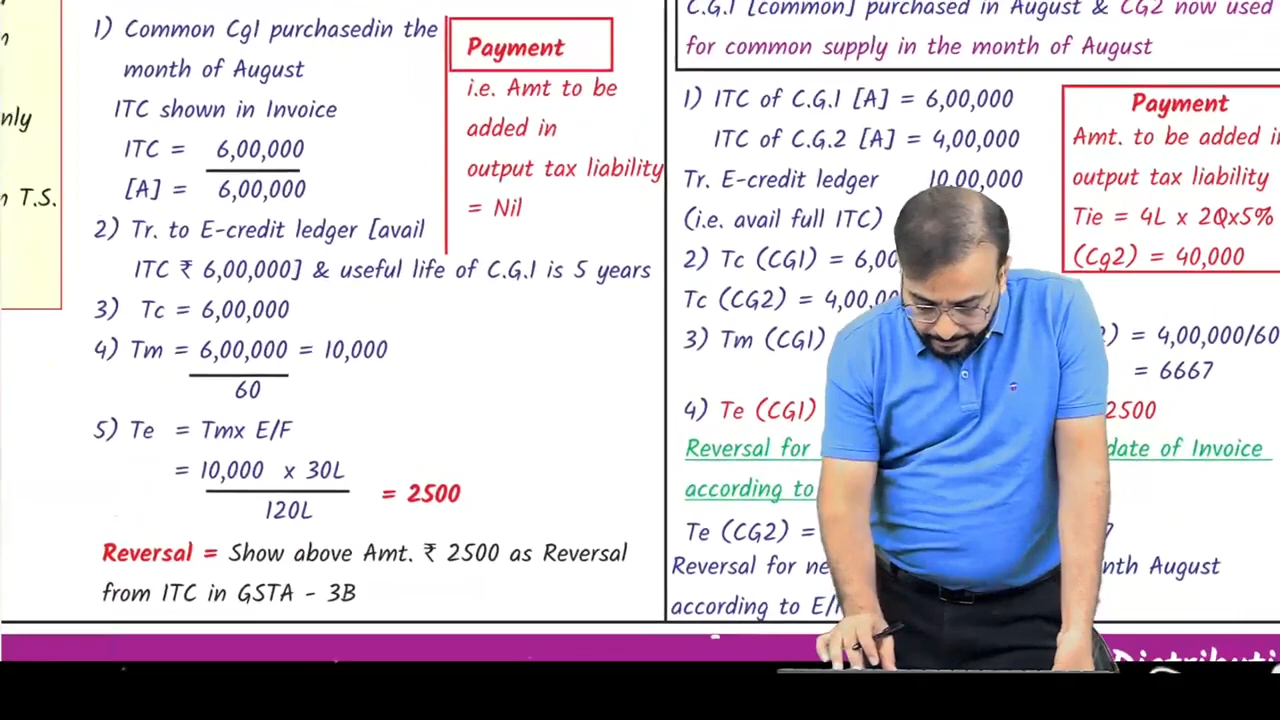 1) Common CgI purchasedin the
month of August
ITC shown in Invoice
ITC = 6,00,000
[A] = 6,00,000
2) Tr. to E-credit ledger [avail
ITC ₹ 6,00,000] & useful life of C.G.I is 5 years
3) Tc = 6,00,000
4) Tm = 6,00,000 = 10,000
60
5) Te = Tmx E/F
= 10,000 x 30L
120L
= 2500
Reversal = Show above Amt. ₹ 2500 as Reversal
from ITC in GSTA - 3B
Payment
i.e. Amt to be
added in
output tax liability
= Nil
T.S.
C.G.I [common] purchased in August & CG2 now used
for common supply in the month of August
1) ITC of C.G.I [A] = 6,00,000
ITC of C.G.2 [A] = 4,00,000
Tr. E-credit ledger 10,00,000
(i.e. avail full ITC)
2) Tc (CGI) = 6,00
Tc (CG2) = 4,00,00
3) Tm (CGI) 2) = 4,00,000/60
= 6667
4) Te (CGI) 2500
Reversal for date of Invoice
according to
Te (CG2) =
Reversal for August
according to
Payment
Amt. to be added
output tax liability
Tie = 4L x 2Qx5%
(Cg2) = 40,000